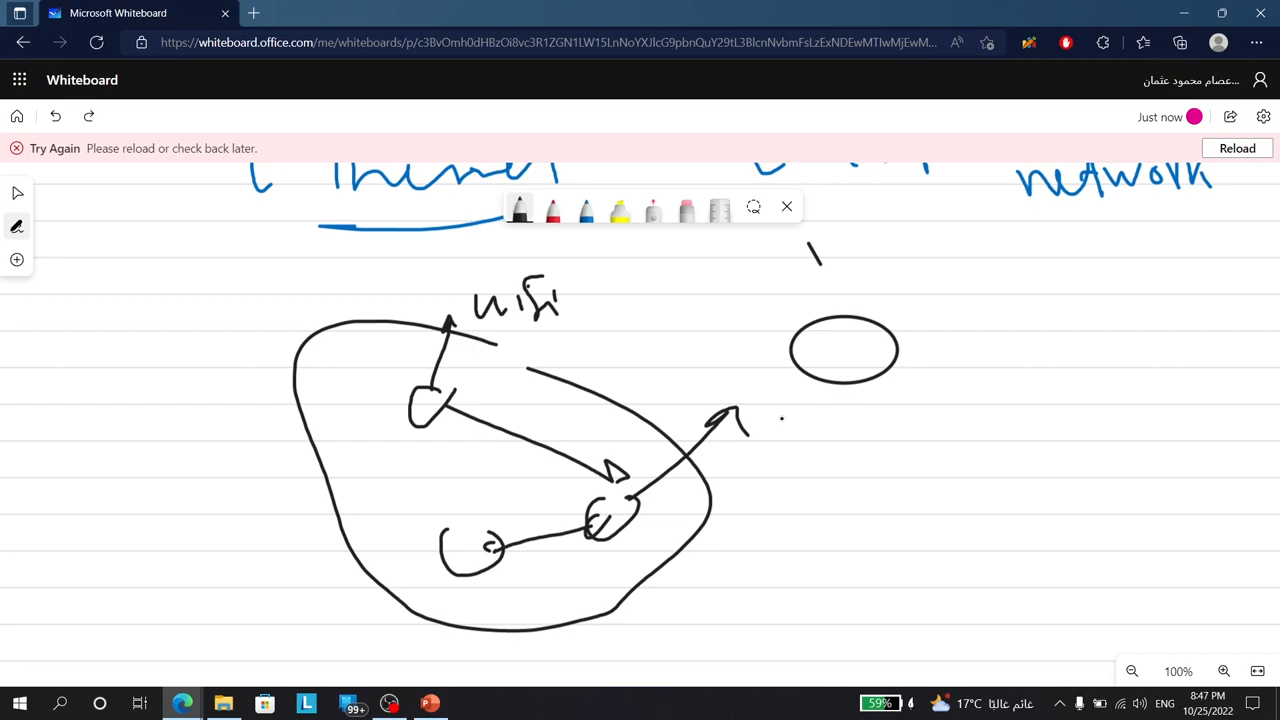 Microsoft Whiteboard
https://whiteboard.office.com/me/whiteboards/p/c3BvOmh0dHBzOi8vc3R1ZGN1LW15LnNoYXJlcG9pbnQuY29tL3BlcnNvbmFsLzExNDEwMTIwMjEwM...
Whiteboard
عصام محمود عثمان...
Just now
Try Again Please reload or check back later.
Reload
network
wifi
100%
L
99+
59%
17°C غائم غالبًا
ENG
8:47 PM
10/25/2022